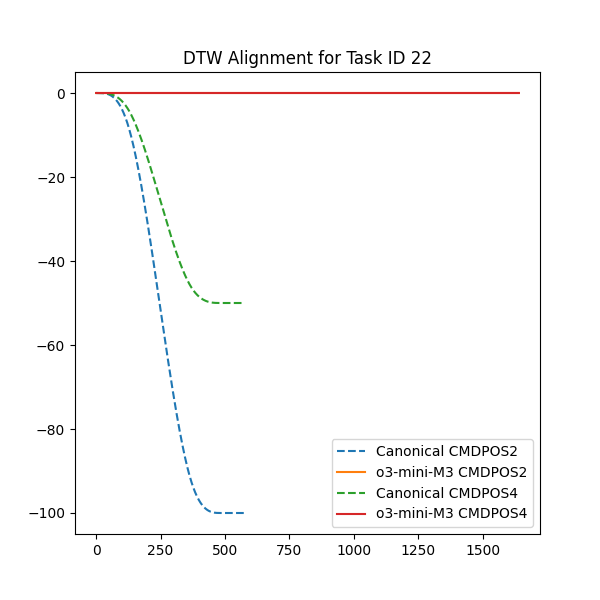 DTW Alignment for Task ID 22
0
−20
−40
−60
−80
−100
0
250
500
750
1000
1250
1500
Canonical CMDPOS2
o3-mini-M3 CMDPOS2
Canonical CMDPOS4
o3-mini-M3 CMDPOS4